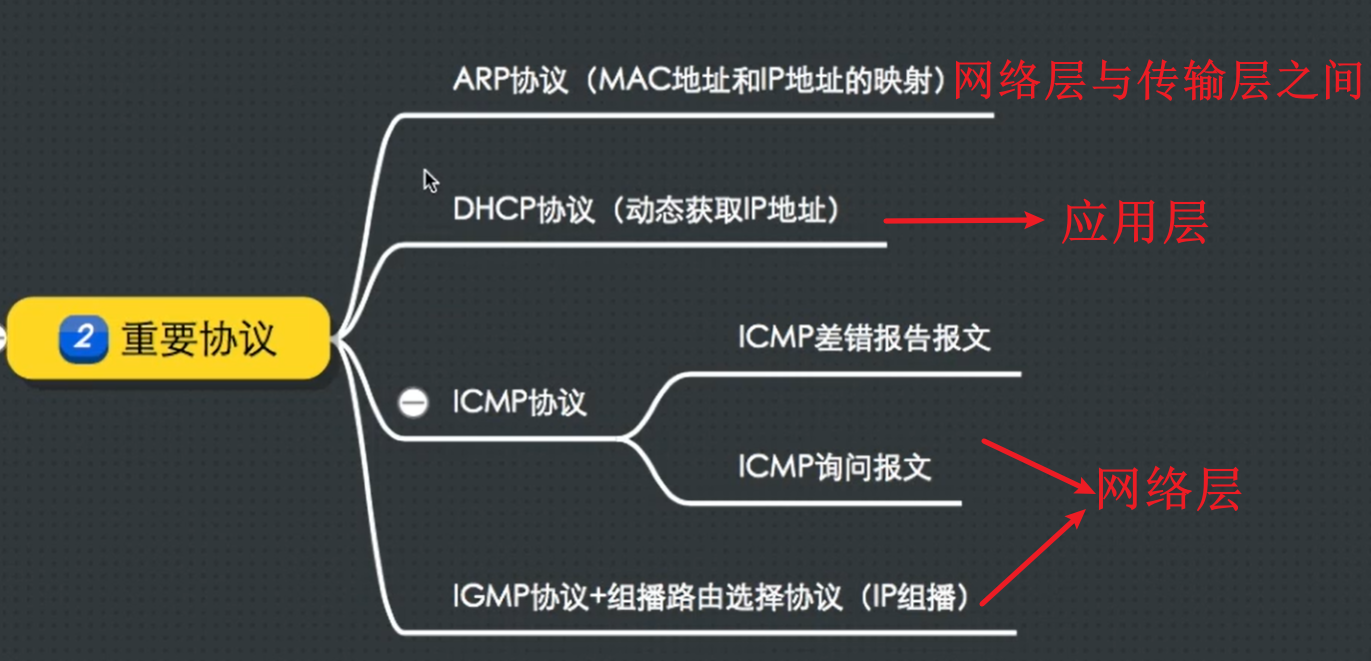 ARP协议（MAC地址和IP地址的映射）网络层与传输层之间
DHCP协议（动态获取IP地址） 应用层
2 重要协议
ICMP差错报告报文
ICMP协议
ICMP询问报文
网络层
IGMP协议+组播路由选择协议（IP组播）